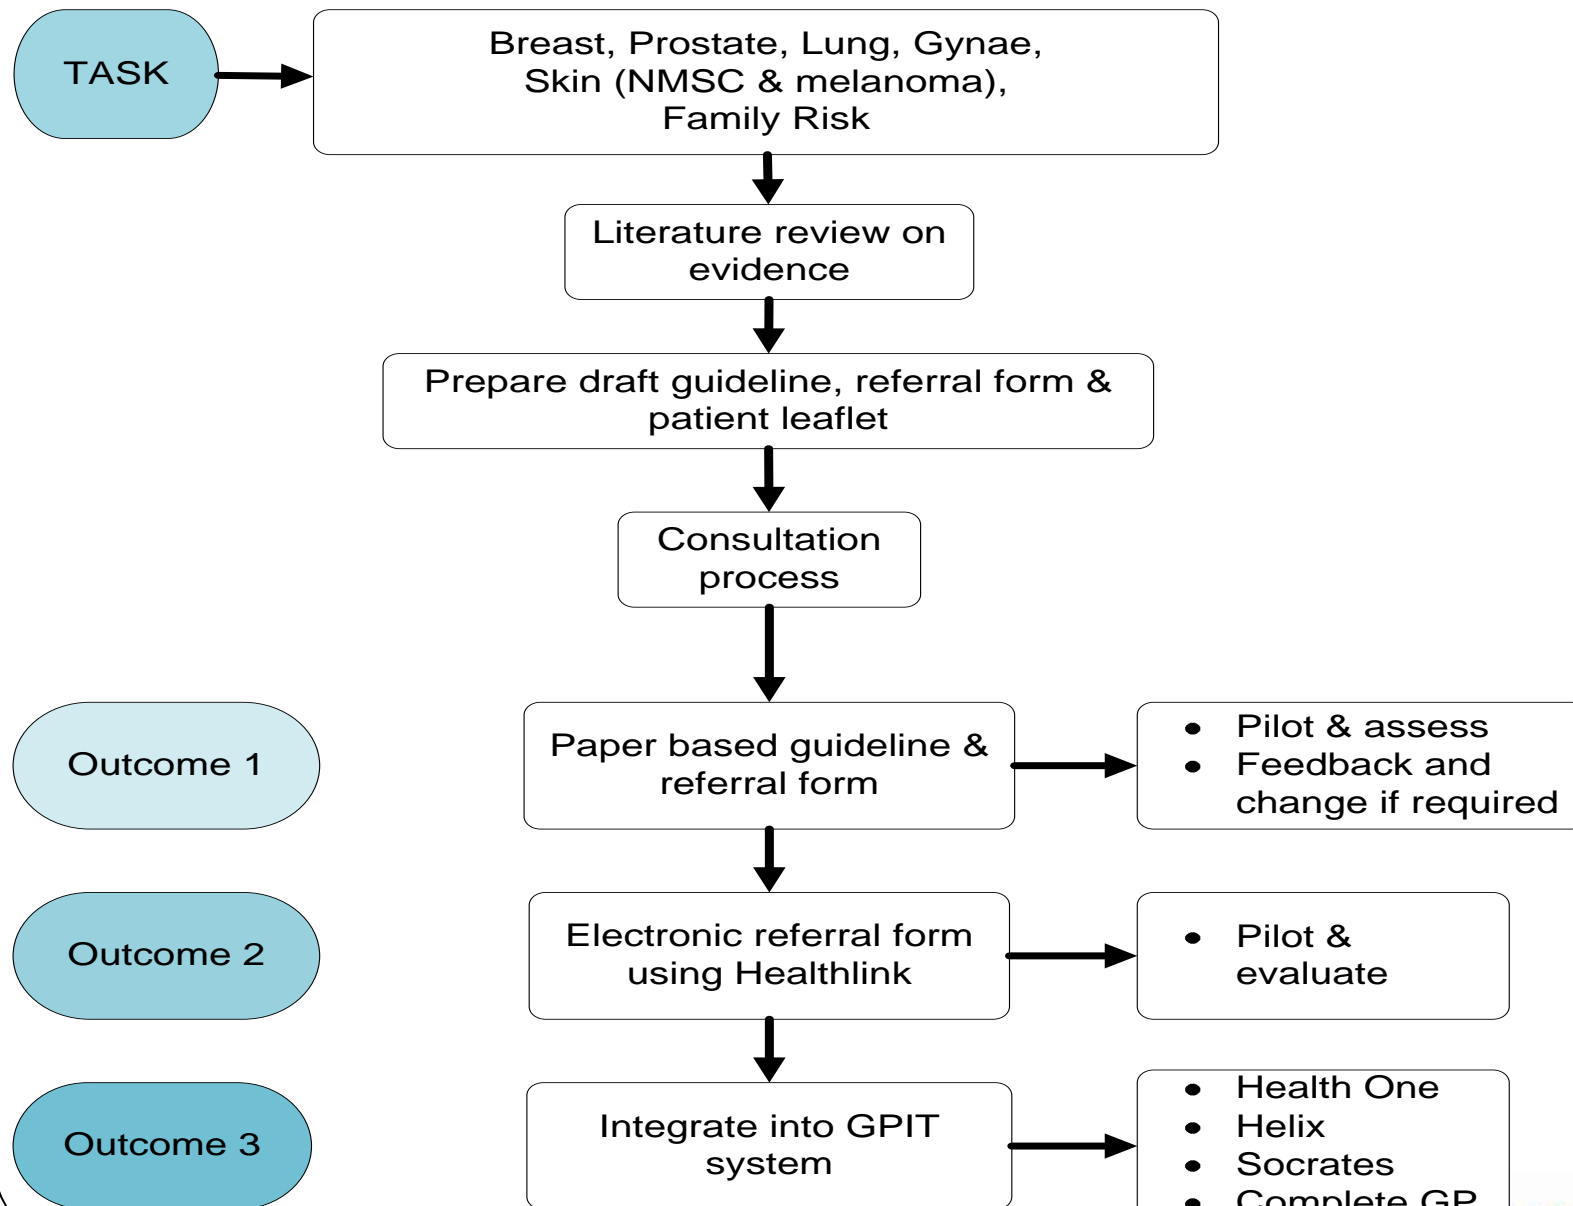 TASK
Breast, Prostate, Lung, Gynae,
Skin (NMSC & melanoma),
Family Risk
Literature review on
evidence
Prepare draft guideline, referral form &
patient leaflet
Consultation
process
Outcome 1
Paper based guideline &
referral form
• Pilot & assess
• Feedback and
change if required
Outcome 2
Electronic referral form
using Healthlink
• Pilot &
evaluate
Outcome 3
Integrate into GPIT
system
• Health One
• Helix
• Socrates
• Complete GP